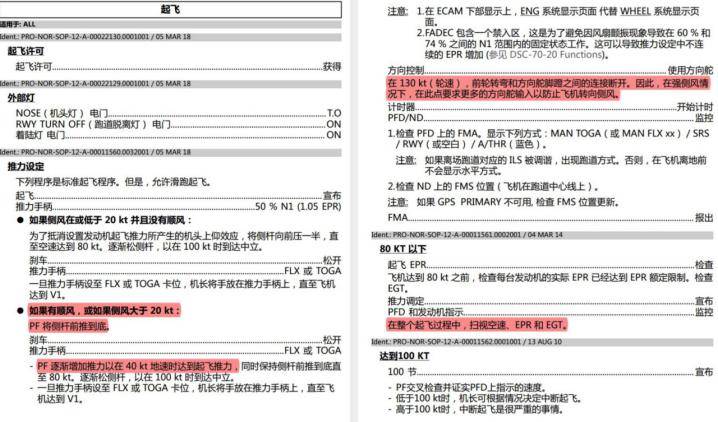 起飞
适用于: ALL
Ident.: PRO-NOR-SOP-12-A-00022130.0001001 / 05 MAR 18
起飞许可
起飞许可....................获得
Ident.: PRO-NOR-SOP-12-A-00022129.0001001 / 05 MAR 18
外部灯
NOSE（机头灯）电门....................T.O
RWY TURN OFF（跑道脱离灯）电门....................ON
着陆灯 电门....................ON
Ident.: PRO-NOR-SOP-12-A-00011560.0032001 / 05 MAR 18
推力设定
下列程序是标准起飞程序。但是，允许滑跑起飞。
起飞....................宣布
推力手柄....................50 % N1 (1.05 EPR)
● 如果侧风在或低于 20 kt 并且没有顺风：
为了抵消设置发动机起飞推力所产生的机头上仰效应，将侧杆向前压一半，直
至空速达到 80 kt。逐渐松侧杆，以在 100 kt 时到达中立。
刹车....................松开
推力手柄....................FLX 或 TOGA
一旦推力手柄设至 FLX 或 TOGA 卡位，机长将手放在推力手柄上，直至飞机
达到 V1。
● 如果有顺风，或如果侧风大于 20 kt：
PF 将侧杆前推到底。
刹车....................松开
推力手柄....................FLX 或 TOGA
- PF 逐渐增加推力以在 40 kt 地速时达到起飞推力，同时保持侧杆前推到底直
至 80 kt。逐渐松侧杆，以在 100 kt 时到达中立。
- 一旦推力手柄设至 FLX 或 TOGA 卡位，机长将手放在推力手柄上，直至飞
机达到 V1。
注意: 1.在 ECAM 下部显示上，ENG 系统显示页面 代替 WHEEL 系统显示页
面。
2.FADEC 包含一个禁入区，这是为了避免因风扇颤振现象导致在 60 % 和
74 % 之间的 N1 范围内的固定状态工作。这可以导致推力设定中不连
续的 EPR 增加 (参见 DSC-70-20 Functions)。
方向控制....................使用方向舵
在 130 kt（轮速），前轮转弯和方向舵脚蹬之间的连接断开。因此，在强侧风情
况下，在此点要求更多的方向舵输入以防止飞机转向侧风。
计时器....................开始计时
PFD/ND....................监控
1.检查 PFD 上的 FMA。显示下列方式：MAN TOGA（或 MAN FLX xx）/ SRS
/ RWY（或空白）/ A/THR（蓝色）。
注意: 如果离场跑道对应的 ILS 被调谐，出现跑道方式。否则，在飞机离地前
不会显示水平方式。
2.检查 ND 上的 FMS 位置（飞机在跑道中心线上）。
注意: 如果 GPS PRIMARY 不可用, 检查 FMS 位置更新。
FMA....................报出
Ident.: PRO-NOR-SOP-12-A-00011561.0002001 / 04 MAR 14
80 KT 以下
起飞 EPR....................检查
飞机达到 80 kt 之前，检查每台发动机的实际 EPR 已经达到 EPR 额定限制。检查
EGT。
推力调定....................宣布
PFD 和发动机指示....................监控
在整个起飞过程中，扫视空速、EPR 和 EGT。
Ident.: PRO-NOR-SOP-12-A-00011562.0001001 / 13 AUG 10
达到100 KT
100 节....................宣布
- PF交叉检查并证实PFD上指示的速度。
- 低于100 kt时，机长可根据情况决定中断起飞。
- 高于100 kt时，中断起飞是很严重的事情。